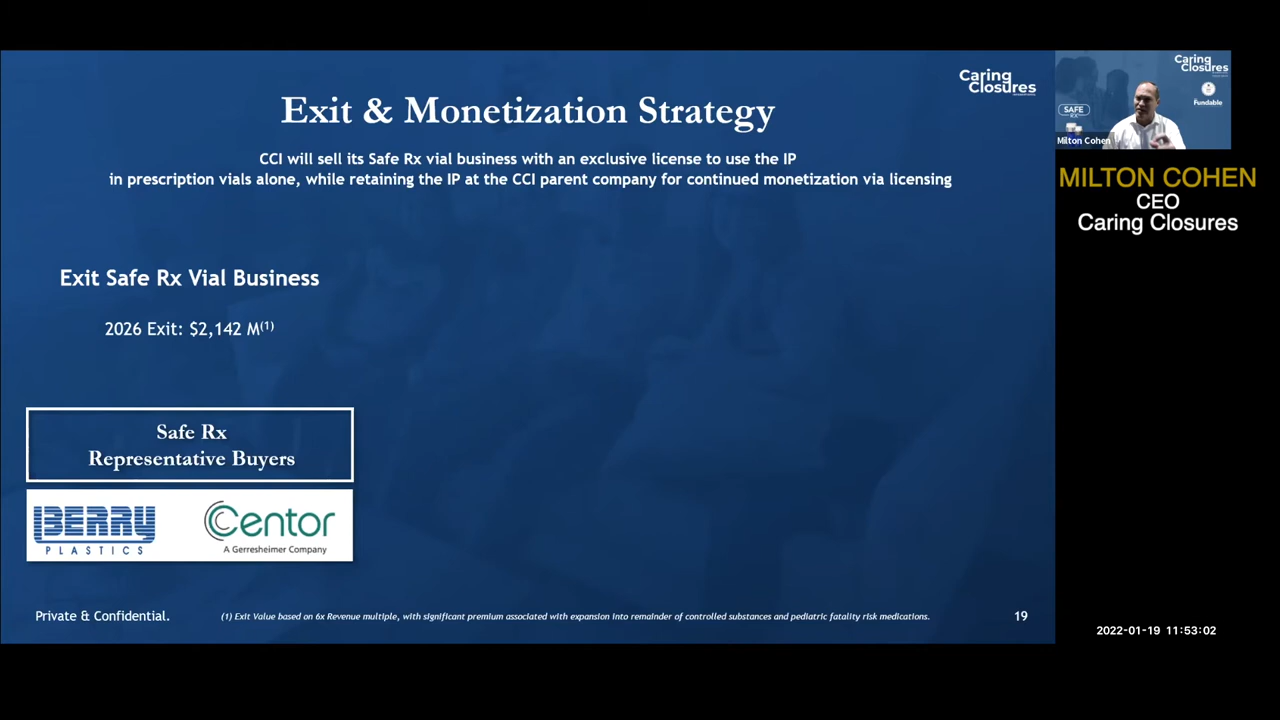 Caring
Closures
Exit & Monetization Strategy
CCI will sell its Safe Rx vial business with an exclusive license to use the IP
in prescription vials alone, while retaining the IP at the CCI parent company for continued monetization via licensing
Exit Safe Rx Vial Business
2026 Exit: $2,142 M(1)
Safe Rx
Representative Buyers
BERRY
PLASTICS
Centor
A Gerresheimer Company
Private & Confidential.
(1) Exit Value based on 6x Revenue multiple, with significant premium associated with expansion into remainder of controlled substances and pediatric fatality risk medications.
19
Caring
Closures
Fundable
SAFE
RX
Milton Cohen
MILTON COHEN
CEO
Caring Closures
2022-01-19 11:53:02